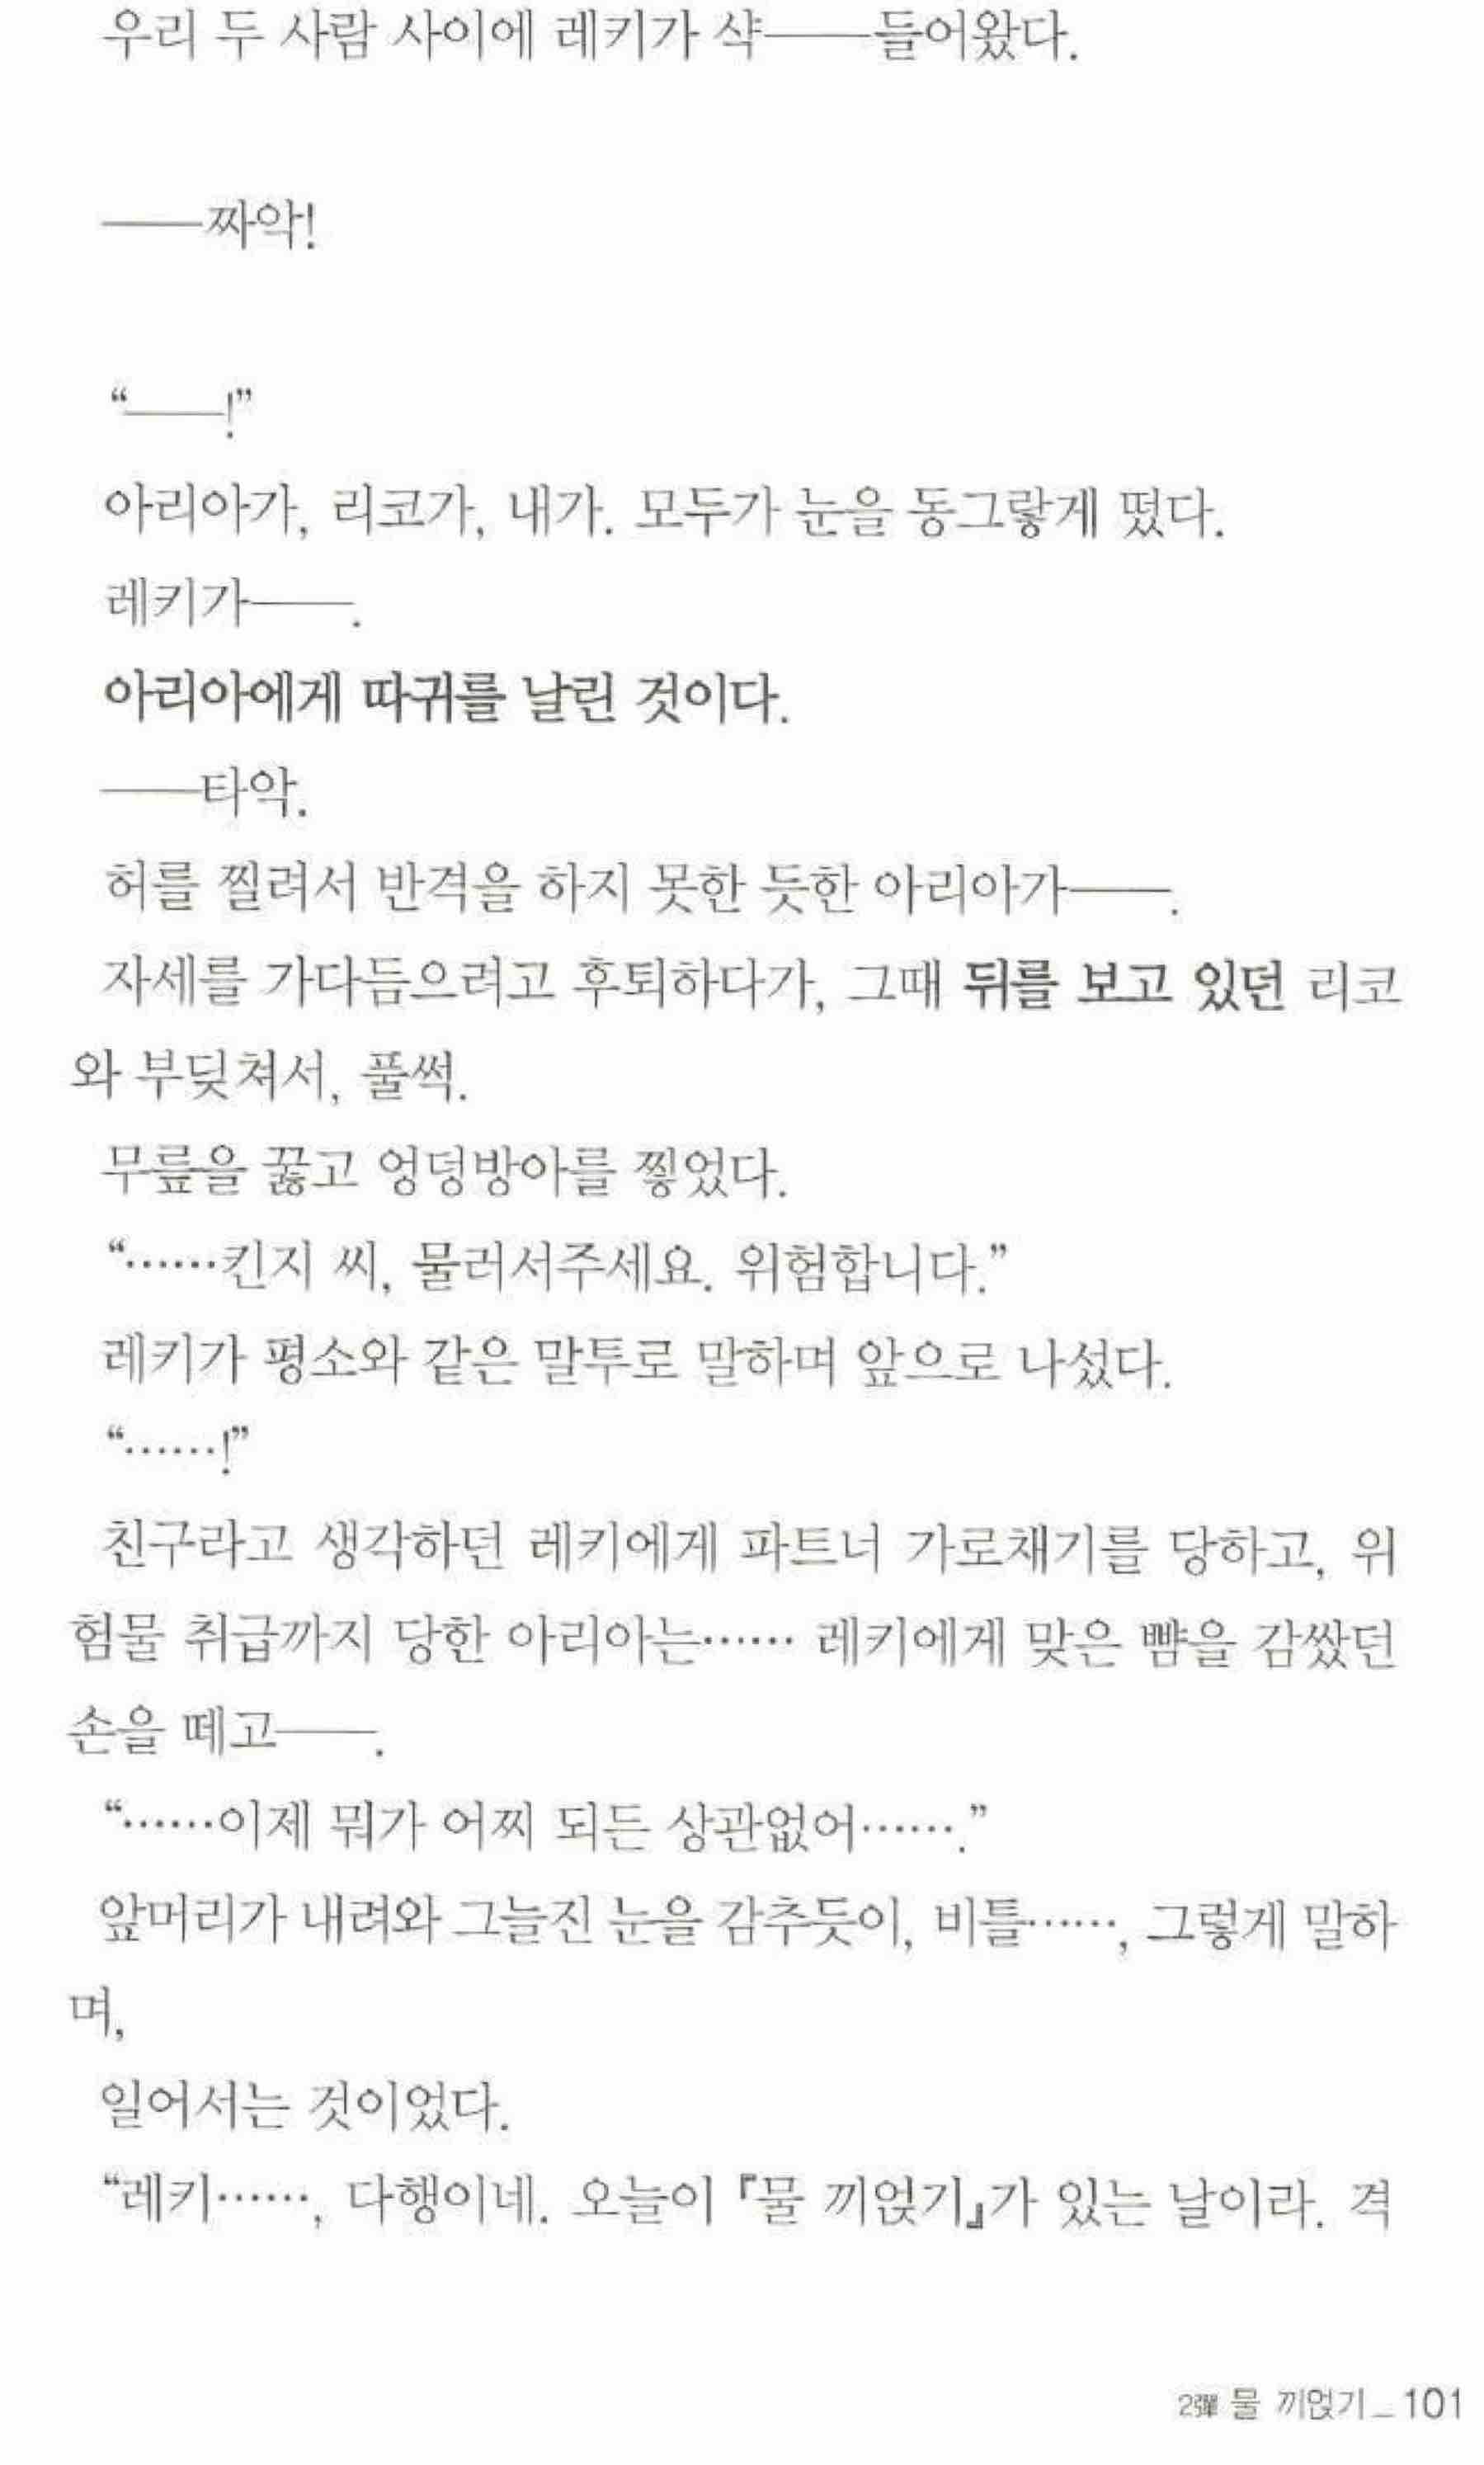 우리 두 사람 사이에 레키가 샥――들어왔다.
――짜악!
“――!”
아리아가, 리코가, 내가. 모두가 눈을 동그랗게 떴다.
레키가――.
아리아에게 따귀를 날린 것이다.
――타악.
허를 찔려서 반격을 하지 못한 듯한 아리아가――.
자세를 가다듬으려고 후퇴하다가, 그때 뒤를 보고 있던 리코
와 부딪쳐서, 풀썩.
무릎을 꿇고 엉덩방아를 찧었다.
“……킨지 씨, 물러서주세요. 위험합니다.”
레키가 평소와 같은 말투로 말하며 앞으로 나섰다.
“……!”
친구라고 생각하던 레키에게 파트너 가로채기를 당하고, 위
험물 취급까지 당한 아리아는…… 레키에게 맞은 뺨을 감쌌던
손을 떼고――.
“……이제 뭐가 어찌 되든 상관없어…….”
앞머리가 내려와 그늘진 눈을 감추듯이, 비틀……, 그렇게 말하
며,
일어서는 것이었다.
“레키……, 다행이네. 오늘이 『물 끼얹기』가 있는 날이라. 격
2彈 물 끼얹기_101